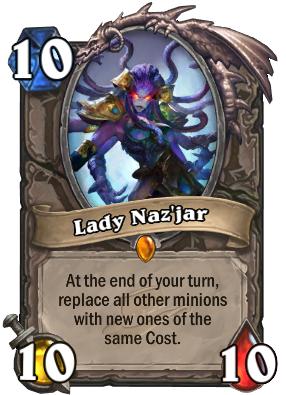 10
Lady Naz'jar
At the end of your turn,
replace all other minions
with new ones of the
same Cost.
10
10